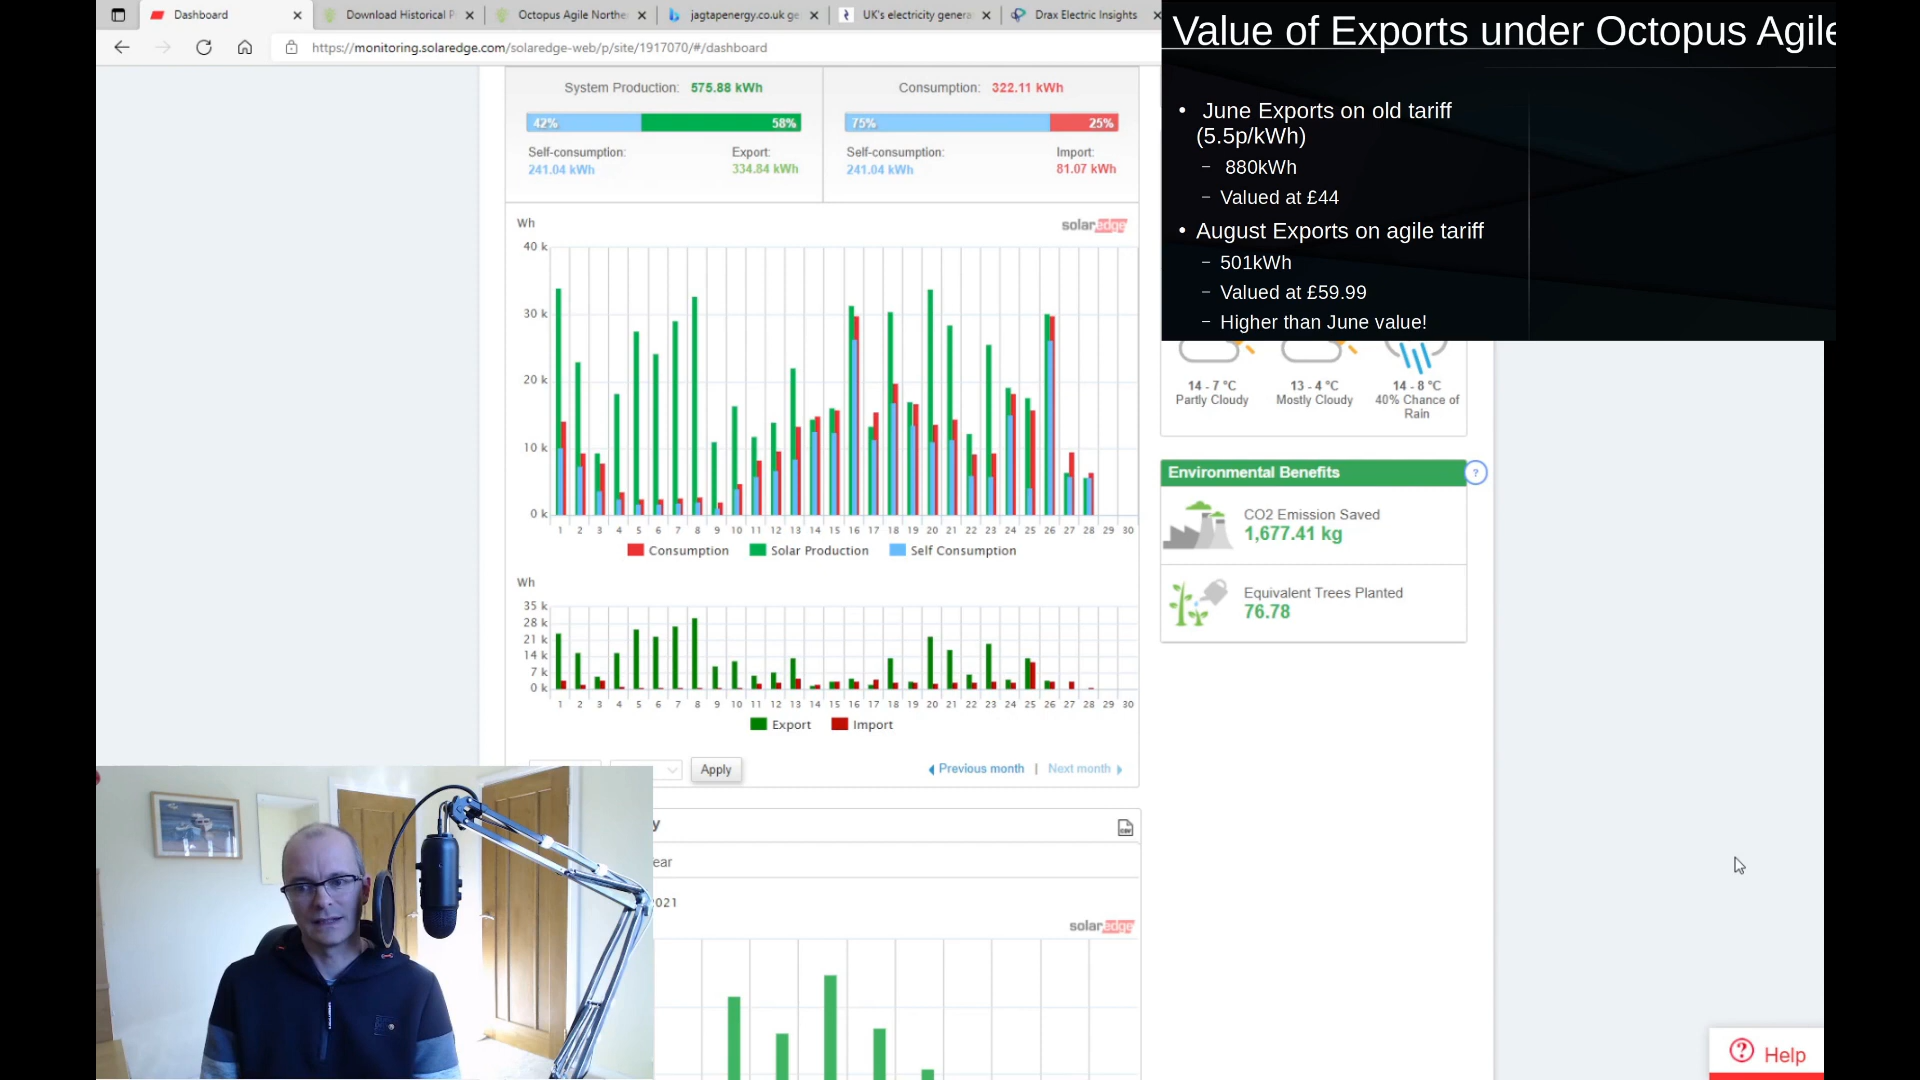 Dashboard
Download Historical P
Octopus Agile Northe
jagtapenergy.co.uk ge
UK's electricity genera
Drax Electric Insights
https://monitoring.solaredge.com/solaredge-web/p/site/1917070/#/dashboard
Value of Exports under Octopus Agile
• June Exports on old tariff
(5.5p/kWh)
– 880kWh
– Valued at £44
• August Exports on agile tariff
– 501kWh
– Valued at £59.99
– Higher than June value!
System Production: 575.88 kWh
Consumption: 322.11 kWh
42% 58%
75% 25%
Self-consumption: Export:
241.04 kWh 334.84 kWh
Self-consumption: Import:
241.04 kWh 81.07 kWh
Wh
solaredge
40 k
30 k
20 k
10 k
0 k
1 2 3 4 5 6 7 8 9 10 11 12 13 14 15 16 17 18 19 20 21 22 23 24 25 26 27 28 29 30
Consumption Solar Production Self Consumption
Wh
35 k
28 k
21 k
14 k
7 k
0 k
1 2 3 4 5 6 7 8 9 10 11 12 13 14 15 16 17 18 19 20 21 22 23 24 25 26 27 28 29 30
Export Import
Apply
Previous month | Next month
14 - 7 °C
Partly Cloudy
13 - 4 °C
Mostly Cloudy
14 - 8 °C
40% Chance of
Rain
Environmental Benefits
?
CO2 Emission Saved
1,677.41 kg
Equivalent Trees Planted
76.78
y
ear
2021
solaredge
Help